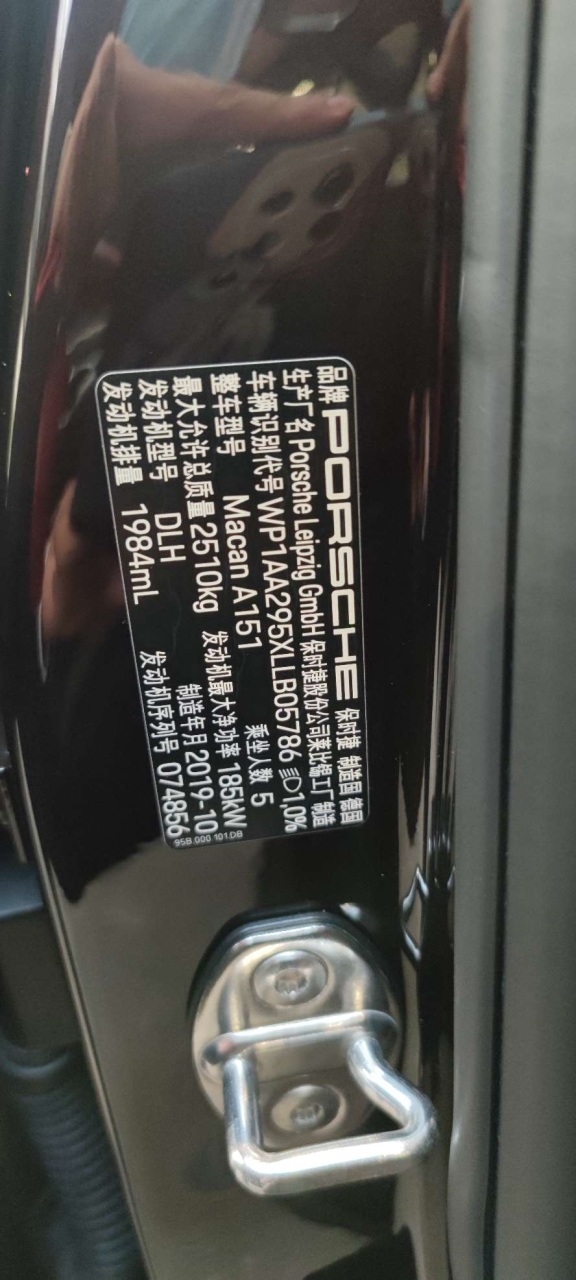 品牌 PORSCHE 保时捷 制造国 德国
生产厂名 Porsche Leipzig GmbH 保时捷股份公司莱比锡工厂制造
车辆识别代号 WP1AA295XLLB05786 1,0%
整车型号 Macan A151 乘坐人数 5
最大允许总质量 2510kg 发动机最大净功率 185kW
发动机型号 DLH 制造年月 2019-10
发动机排量 1984mL 发动机序列号 074856
95B.000.101.DB